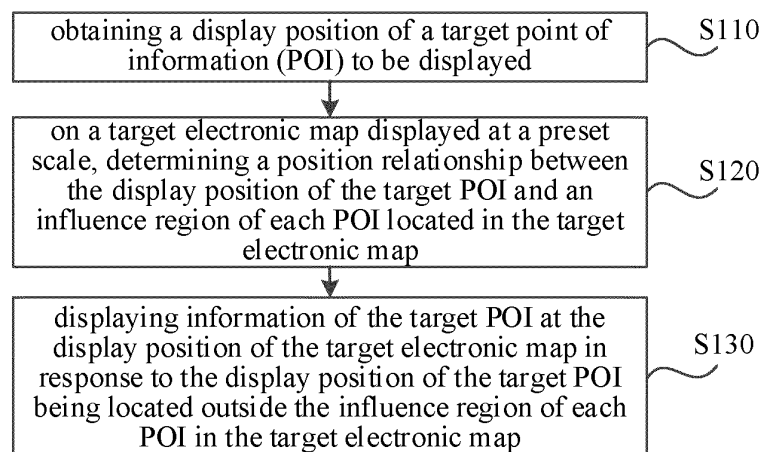 obtaining a display position of a target point of
information (POI) to be displayed
S110
on a target electronic map displayed at a preset
scale, determining a position relationship between
the display position of the target POI and an
influence region of each POI located in the target
electronic map
S120
displaying information of the target POI at the
display position of the target electronic map in
response to the display position of the target POI
being located outside the influence region of each
POI in the target electronic map
S130